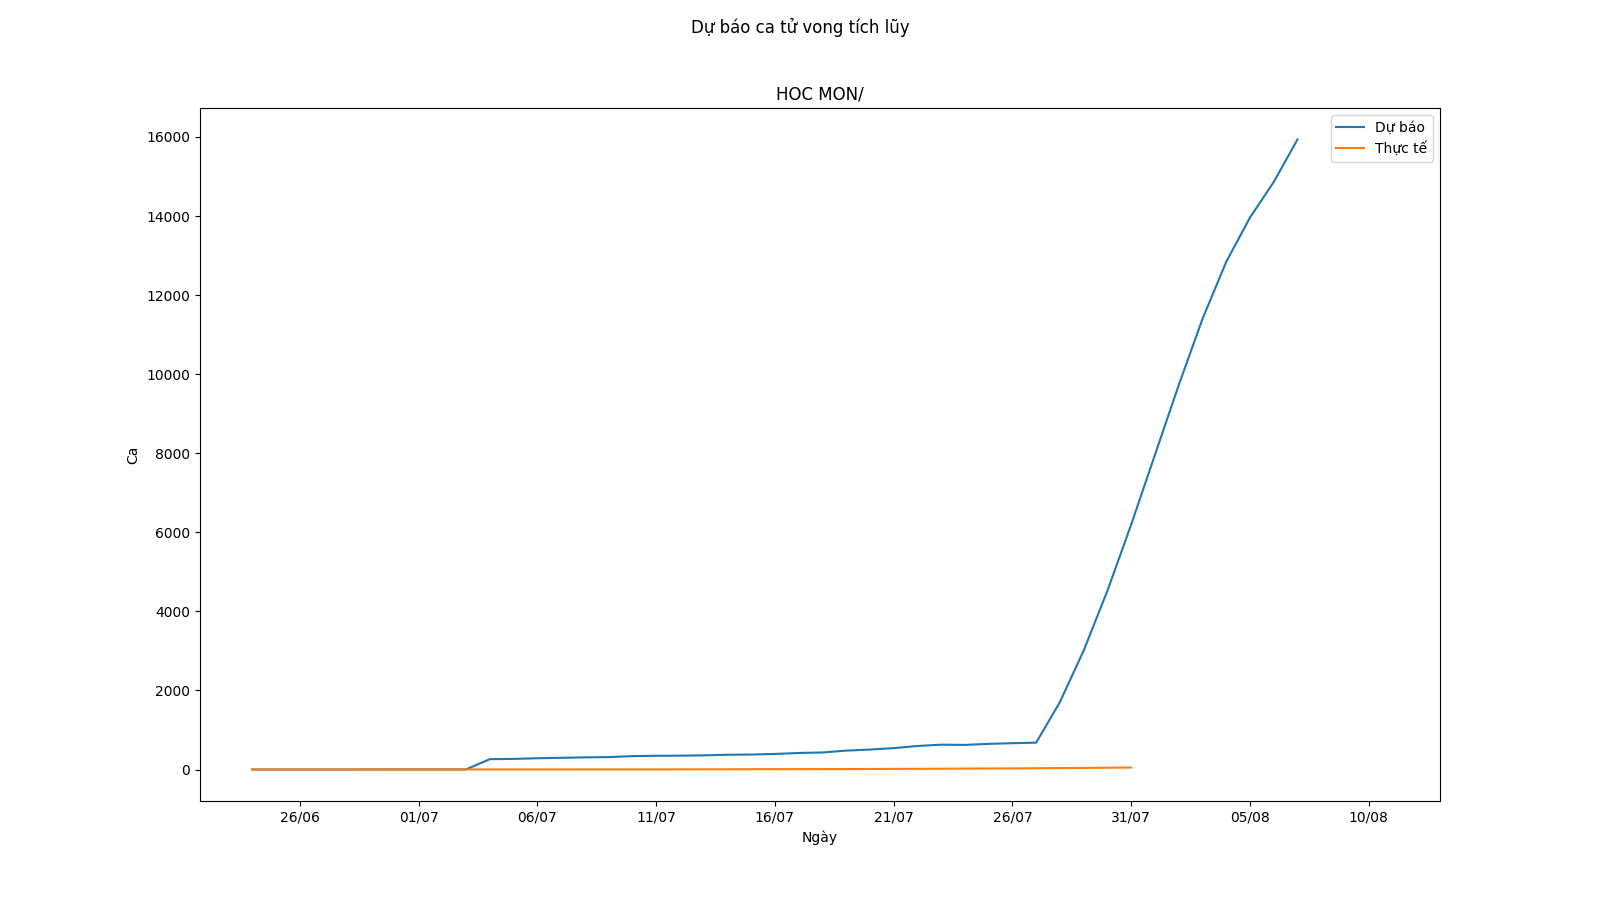 Dự báo ca tử vong tích lũy
HOC MON/
Dự báo
Thực tế
16000
14000
12000
10000
8000
6000
4000
2000
0
Ca
26/06 01/07 06/07 11/07 16/07 21/07 26/07 31/07 05/08 10/08
Ngày